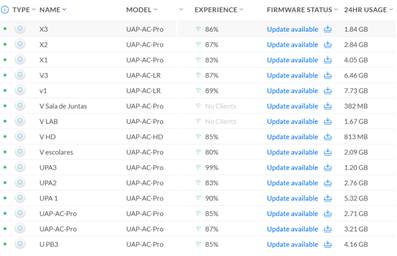 TYPE NAME MODEL EXPERIENCE FIRMWARE STATUS 24HR USAGE
X3 UAP-AC-Pro 86% Update available 1.84 GB
X2 UAP-AC-Pro 87% Update available 2.84 GB
X1 UAP-AC-Pro 83% Update available 4.05 GB
V3 UAP-AC-LR 87% Update available 6.46 GB
v1 UAP-AC-LR 89% Update available 7.73 GB
V Sala de Juntas UAP-AC-Pro No Clients Update available 382 MB
V LAB UAP-AC-Pro No Clients Update available 1.67 GB
V HD UAP-AC-HD 85% Update available 813 MB
V escolares UAP-AC-Pro 80% Update available 2.09 GB
UPA3 UAP-AC-Pro 99% Update available 1.20 GB
UPA2 UAP-AC-Pro 83% Update available 2.76 GB
UPA 1 UAP-AC-Pro 90% Update available 5.32 GB
UAP-AC-Pro UAP-AC-Pro 85% Update available 2.71 GB
UAP-AC-Pro UAP-AC-Pro 87% Update available 3.21 GB
U PB3 UAP-AC-Pro 85% Update available 4.16 GB